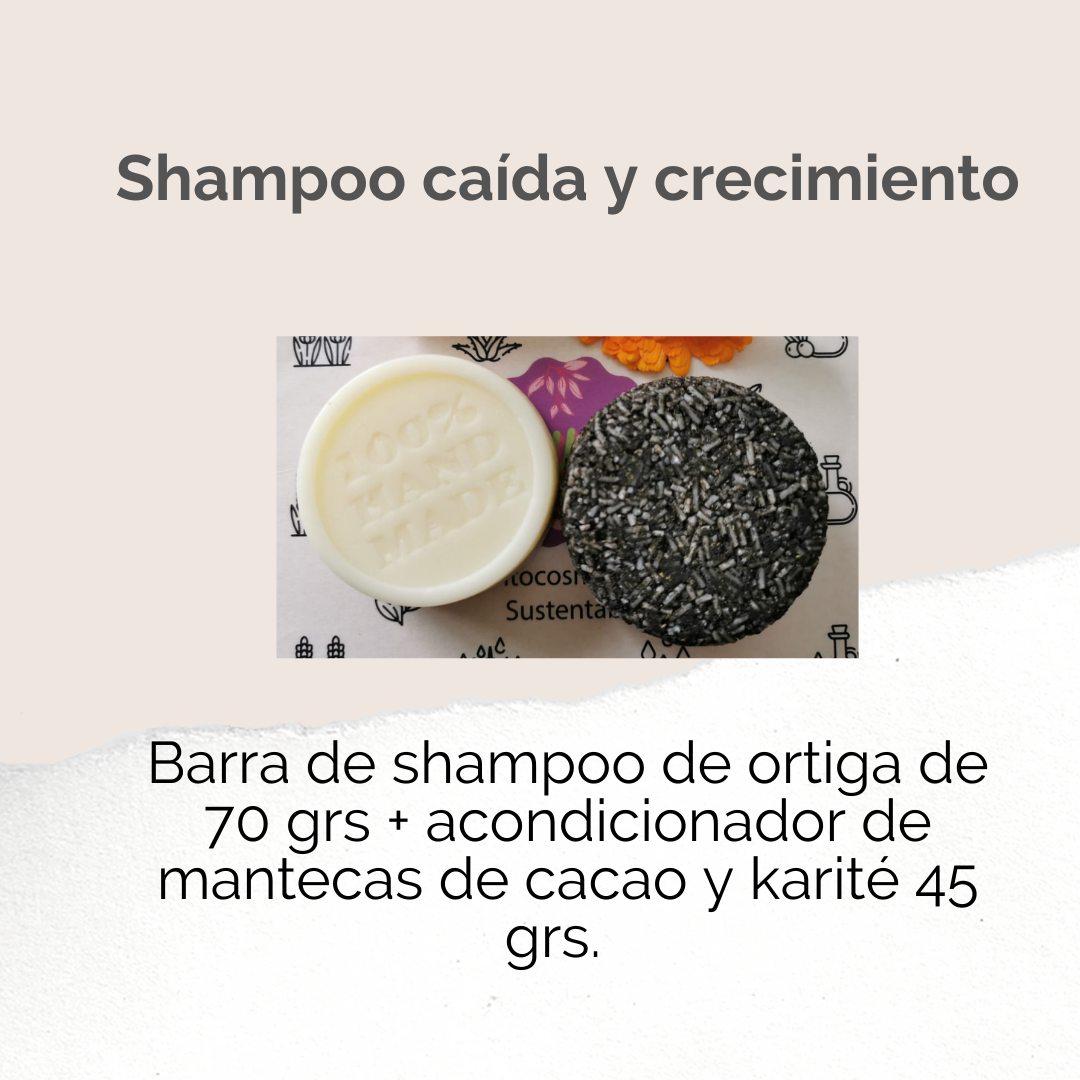 Shampoo caída y crecimiento
100%
HAND
MADE
Barra de shampoo de ortiga de
70 grs + acondicionador de
mantecas de cacao y karité 45
grs.